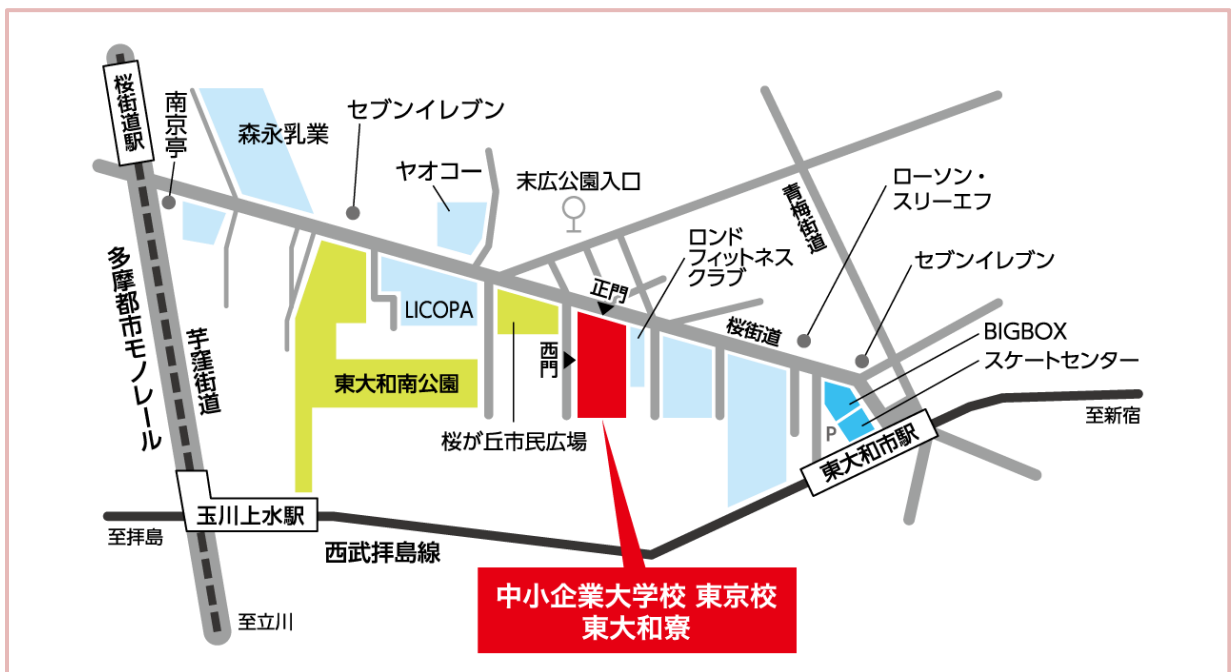 桜街道駅
南京亭
森永乳業
セブンイレブン
ヤオコー
末広公園入口
ロンド
フィットネス
クラブ
青梅街道
ローソン・
スリーエフ
セブンイレブン
BIGBOX
スケートセンター
多摩都市モノレール
芋窪街道
LICOPA
正門
西門
桜街道
東大和南公園
桜が丘市民広場
P
東大和市駅
至新宿
玉川上水駅
至拝島
西武拝島線
至立川
中小企業大学校 東京校
東大和寮